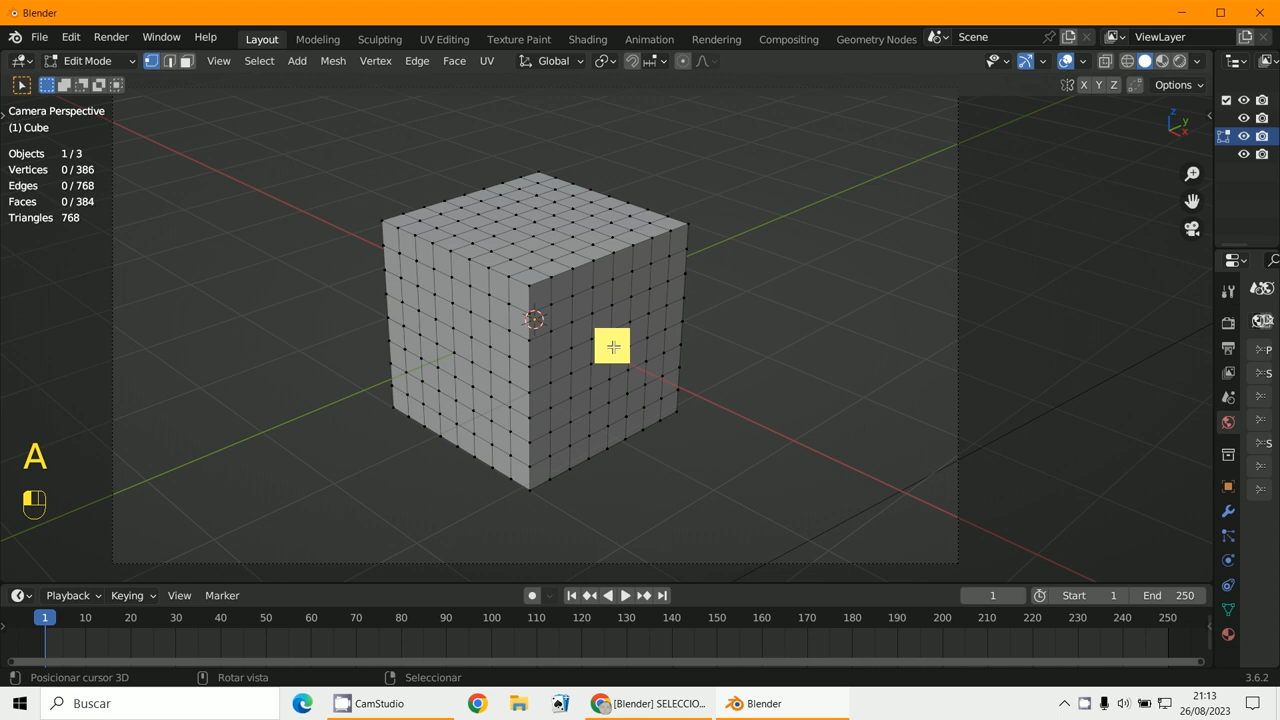 Blender
File Edit Render Window Help Layout Modeling Sculpting UV Editing Texture Paint Shading Animation Rendering Compositing Geometry Nodes Scene ViewLayer
Edit Mode View Select Add Mesh Vertex Edge Face UV Global
X Y Z Options
Camera Perspective
(1) Cube
Objects 1 / 3
Vertices 0 / 386
Edges 0 / 768
Faces 0 / 384
Triangles 768
Z
Y
X
P
S
S
A
Playback Keying View Marker 1 Start 1 End 250
1 10 20 30 40 50 60 70 80 90 100 110 120 130 140 150 160 170 180 190 200 210 220 230 240 250
Posicionar cursor 3D Rotar vista Seleccionar 3.6.2
Buscar CamStudio [Blender] SELECCIO... Blender
21:13
26/08/2023